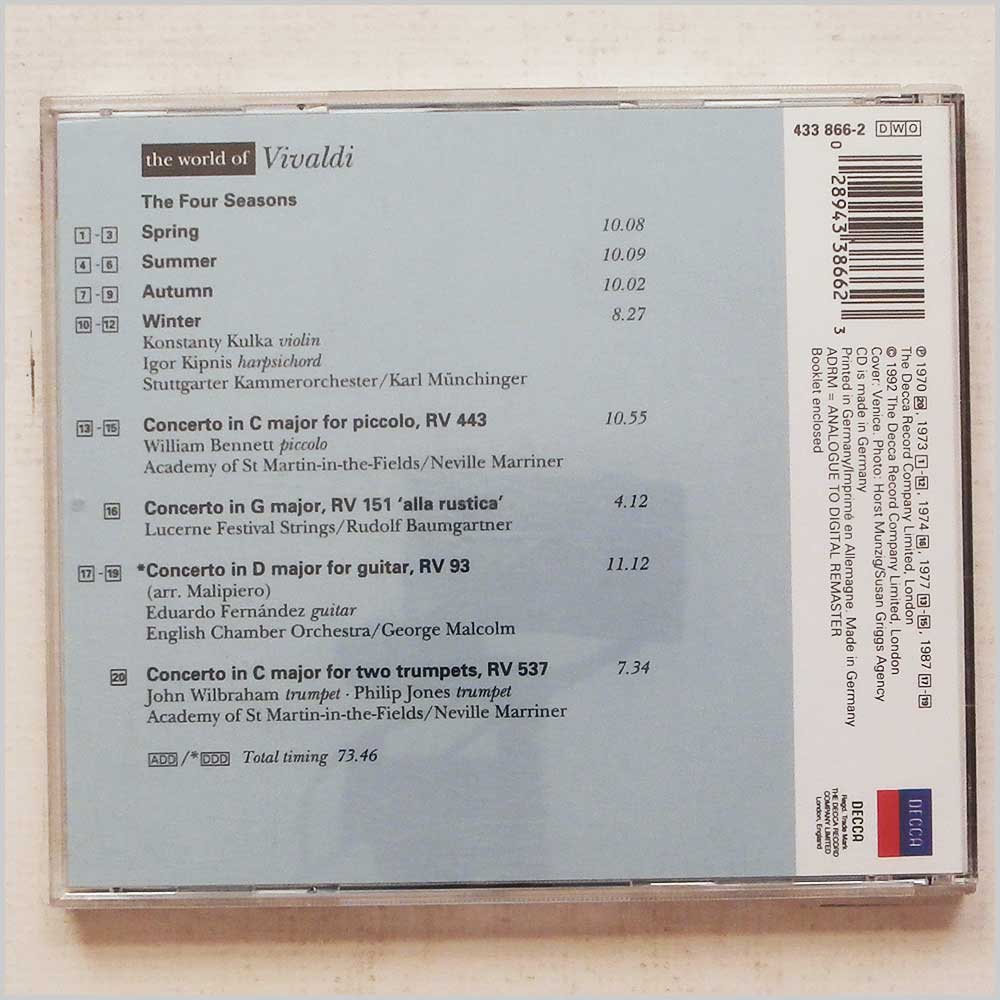 the world of Vivaldi
The Four Seasons
1 - 3 Spring 10.08
4 - 6 Summer 10.09
7 - 9 Autumn 10.02
10 - 12 Winter 8.27
Konstanty Kulka violin
Igor Kipnis harpsichord
Stuttgarter Kammerorchester/Karl Münchinger
13 - 15 Concerto in C major for piccolo, RV 443 10.55
William Bennett piccolo
Academy of St Martin-in-the-Fields/Neville Marriner
16 Concerto in G major, RV 151 ‘alla rustica’ 4.12
Lucerne Festival Strings/Rudolf Baumgartner
17 - 19 *Concerto in D major for guitar, RV 93 11.12
(arr. Malipiero)
Eduardo Fernández guitar
English Chamber Orchestra/George Malcolm
20 Concerto in C major for two trumpets, RV 537 7.34
John Wilbraham trumpet · Philip Jones trumpet
Academy of St Martin-in-the-Fields/Neville Marriner
ADD /*DDD Total timing 73.46
433 866-2 DWO
0 28943 38662 3
℗ 1970 20, 1973 1 - 12, 1974 16, 1977 13 - 15, 1987 17 - 19
The Decca Record Company Limited, London
© 1992 The Decca Record Company Limited, London
Cover: Venice. Photo: Horst Munzig/Susan Griggs Agency
CD is made in Germany
Printed in Germany/Imprimé en Allemagne. Made in Germany
ADRM = ANALOGUE TO DIGITAL REMASTER
Booklet enclosed
DECCA
DECCA
Regd. Trade Mark
THE DECCA RECORD
COMPANY LIMITED
London, England